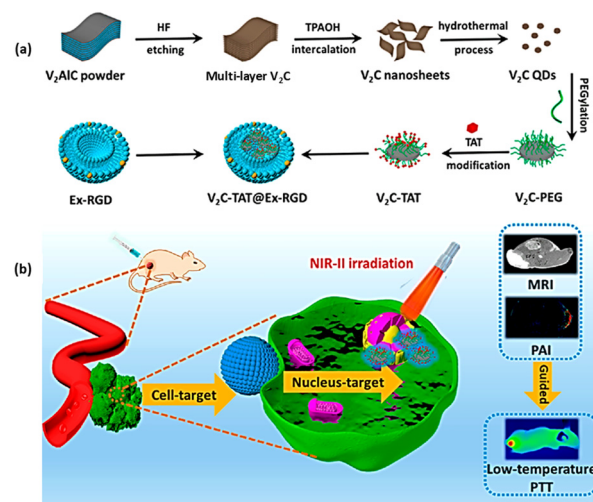 (a)
HF
etching
TPAOH
intercalation
hydrothermal
process
V₂AlC powder
Multi-layer V₂C
V₂C nanosheets
V₂C QDs
PEGylation
TAT
modification
Ex-RGD
V₂C-TAT@Ex-RGD
V₂C-TAT
V₂C-PEG
(b)
NIR-II irradiation
MRI
PAI
Cell-target
Nucleus-target
Guided
Low-temperature
PTT